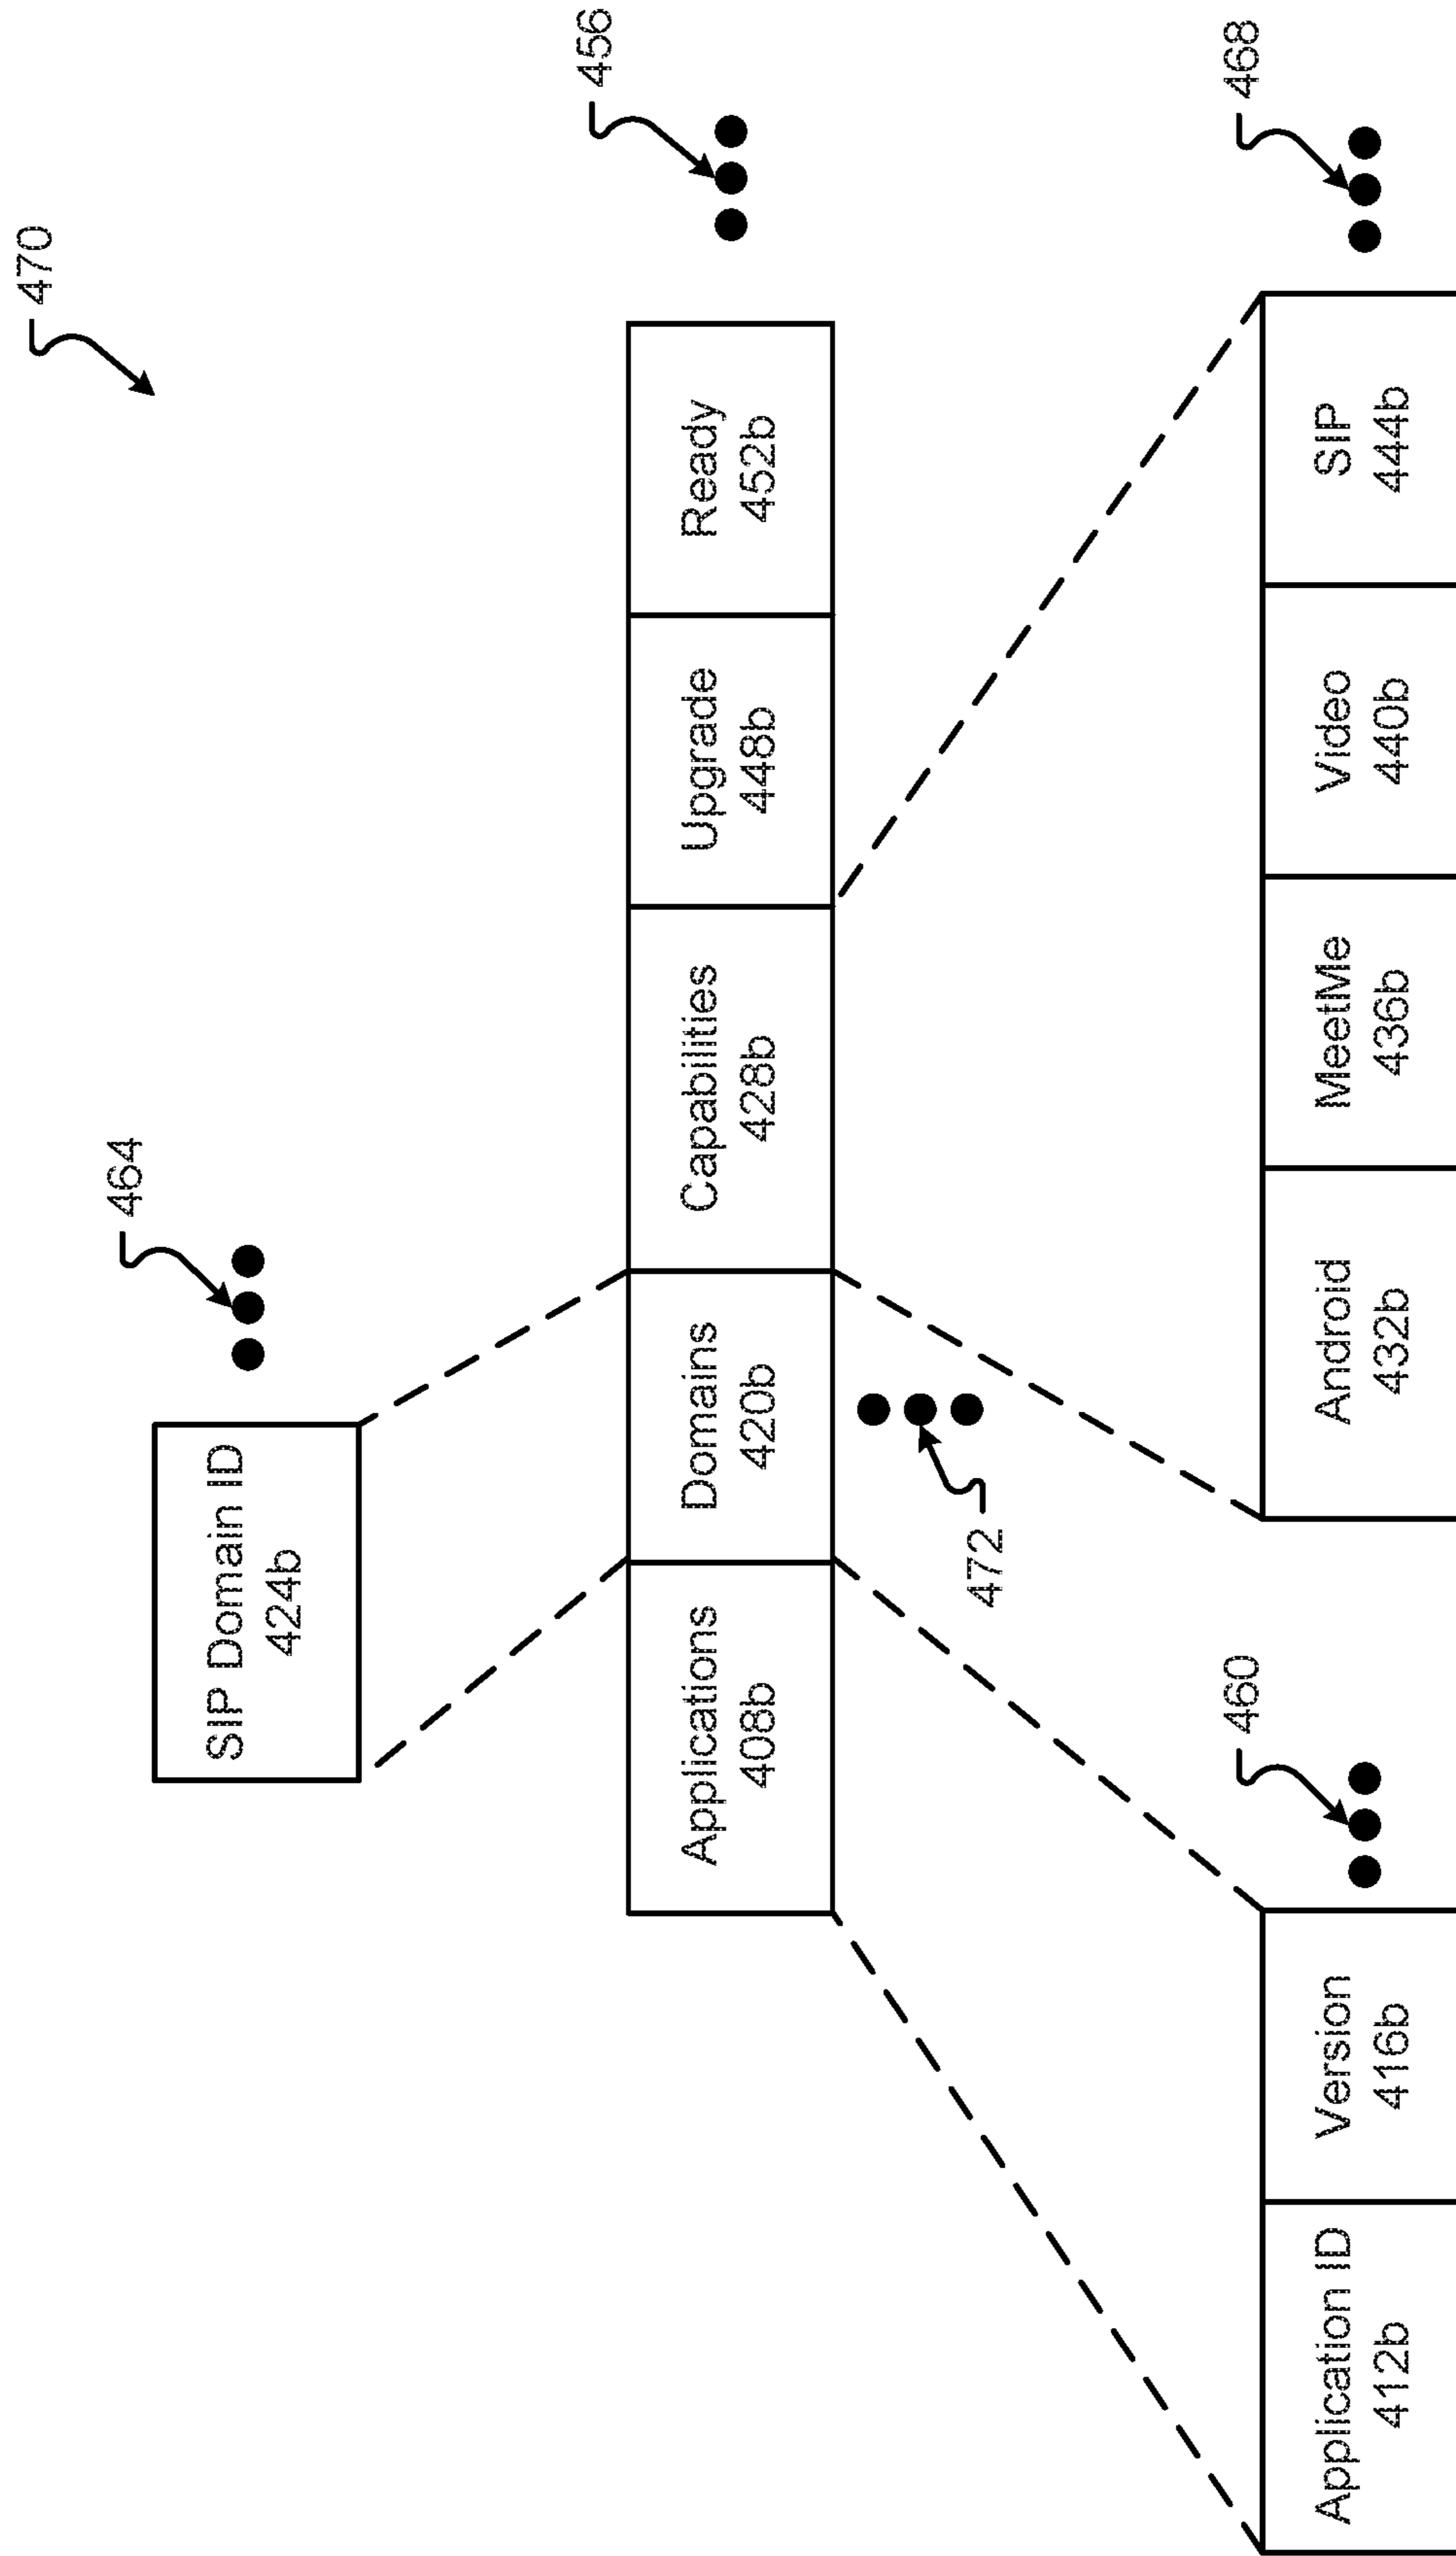 470
464
SIP Domain ID
424b
456
Applications
408b
Domains
420b
Capabilities
428b
Upgrade
448b
Ready
452b
472
460
468
Application ID
412b
Version
416b
Android
432b
MeetMe
436b
Video
440b
SIP
444b